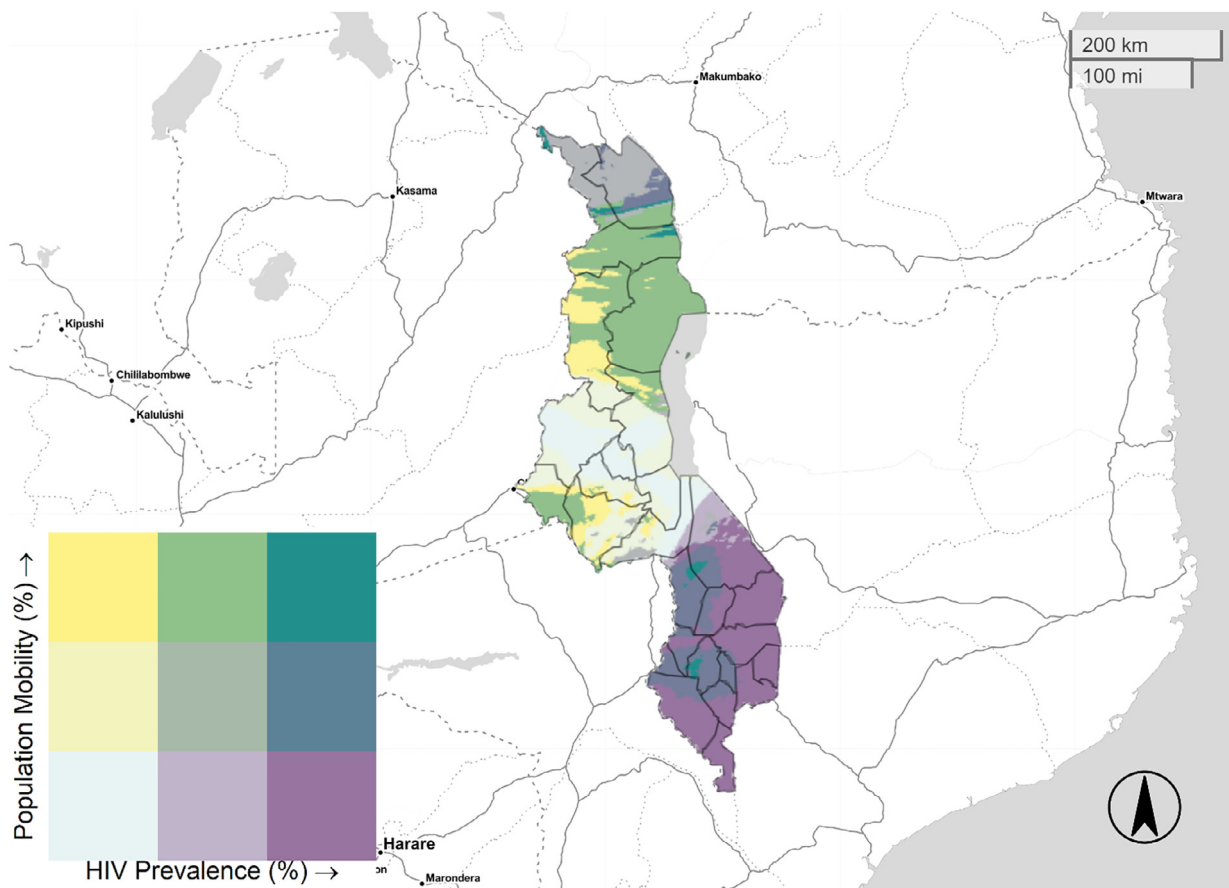 200 km
100 mi
Makumbako
Kasama
Mtwara
Kipushi
Chililabombwe
Kalulushi
Population Mobility (%) →
HIV Prevalence (%) →
Harare
Marondera